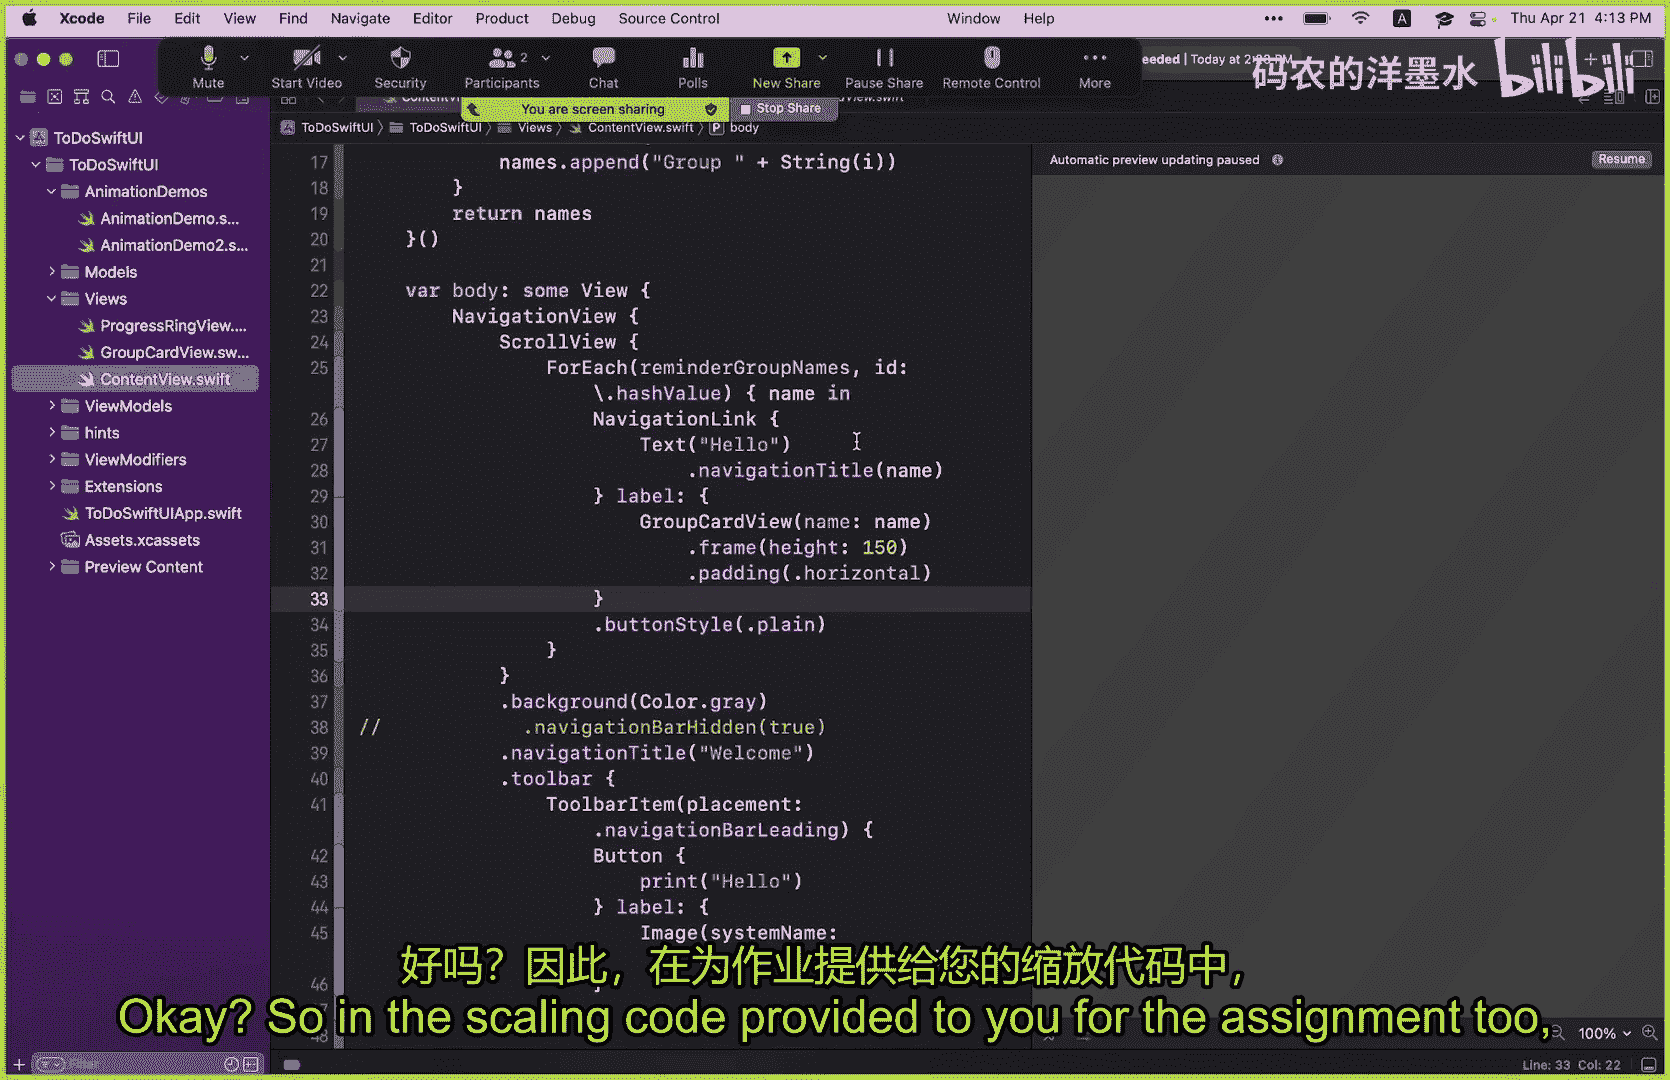 Xcode File Edit View Find Navigate Editor Product Debug Source Control Window Help A Thu Apr 21 4:13 PM
Mute
Start Video
Security
Participants 2
Chat
Polls
New Share
Pause Share
Remote Control
More
eeded | Today at 2:
码农的洋墨水 bilibili
You are screen sharing
Stop Share
ToDoSwiftUI
ToDoSwiftUI
AnimationDemos
AnimationDemo.s...
AnimationDemo2.s...
Models
Views
ProgressRingView....
GroupCardView.sw...
ContentView.swift
ViewModels
hints
ViewModifiers
Extensions
ToDoSwiftUIApp.swift
Assets.xcassets
Preview Content
ToDoSwiftUI ToDoSwiftUI Views ContentView.swift P body
17 names.append("Group " + String(i))
18 }
19 return names
20 }()
21
22 var body: some View {
23 NavigationView {
24 ScrollView {
25 ForEach(reminderGroupNames, id:
\.hashValue) { name in
26 NavigationLink {
27 Text("Hello")
28 .navigationTitle(name)
29 } label: {
30 GroupCardView(name: name)
31 .frame(height: 150)
32 .padding(.horizontal)
33 }
34 .buttonStyle(.plain)
35 }
36 }
37 .background(Color.gray)
38 // .navigationBarHidden(true)
39 .navigationTitle("Welcome")
40 .toolbar {
41 ToolbarItem(placement:
.navigationBarLeading) {
42 Button {
43 print("Hello")
44 } label: {
45 Image(systemName:
46
Automatic preview updating paused
Resume
好吗？因此，在为作业提供给您的缩放代码中，
Okay? So in the scaling code provided to you for the assignment too,
100%
Line: 33 Col: 22